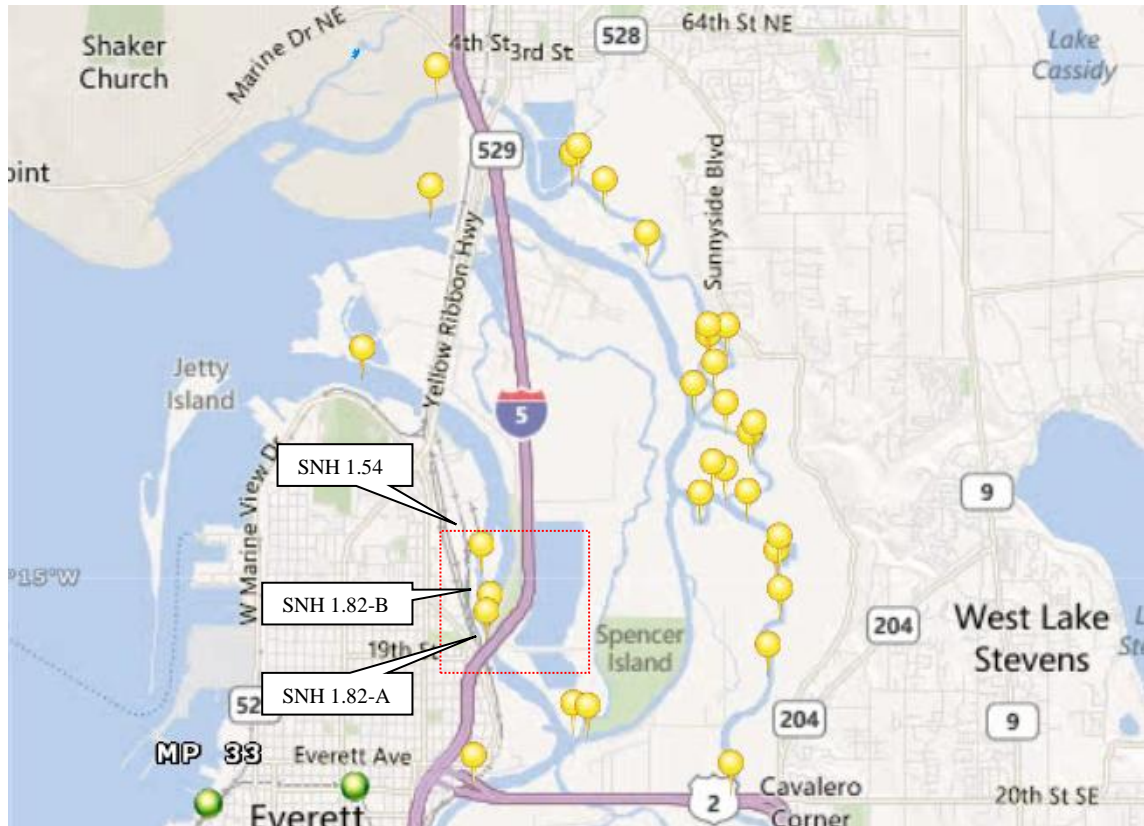 Shaker
Church
Marine Dr NE
4th St
3rd St
528
64th St NE
Lake
Cassidy
529
oint
Sunnyside Blvd
Yellow Ribbon Hwy
Jetty
Island
5
SNH 1.54
W Marine View Dr
9
°15'W
SNH 1.82-B
19th St
Spencer
Island
204
West Lake
Stevens
SNH 1.82-A
52
204
9
MP 33
Everett Ave
Everett
2
Cavalero
Corner
20th St SE